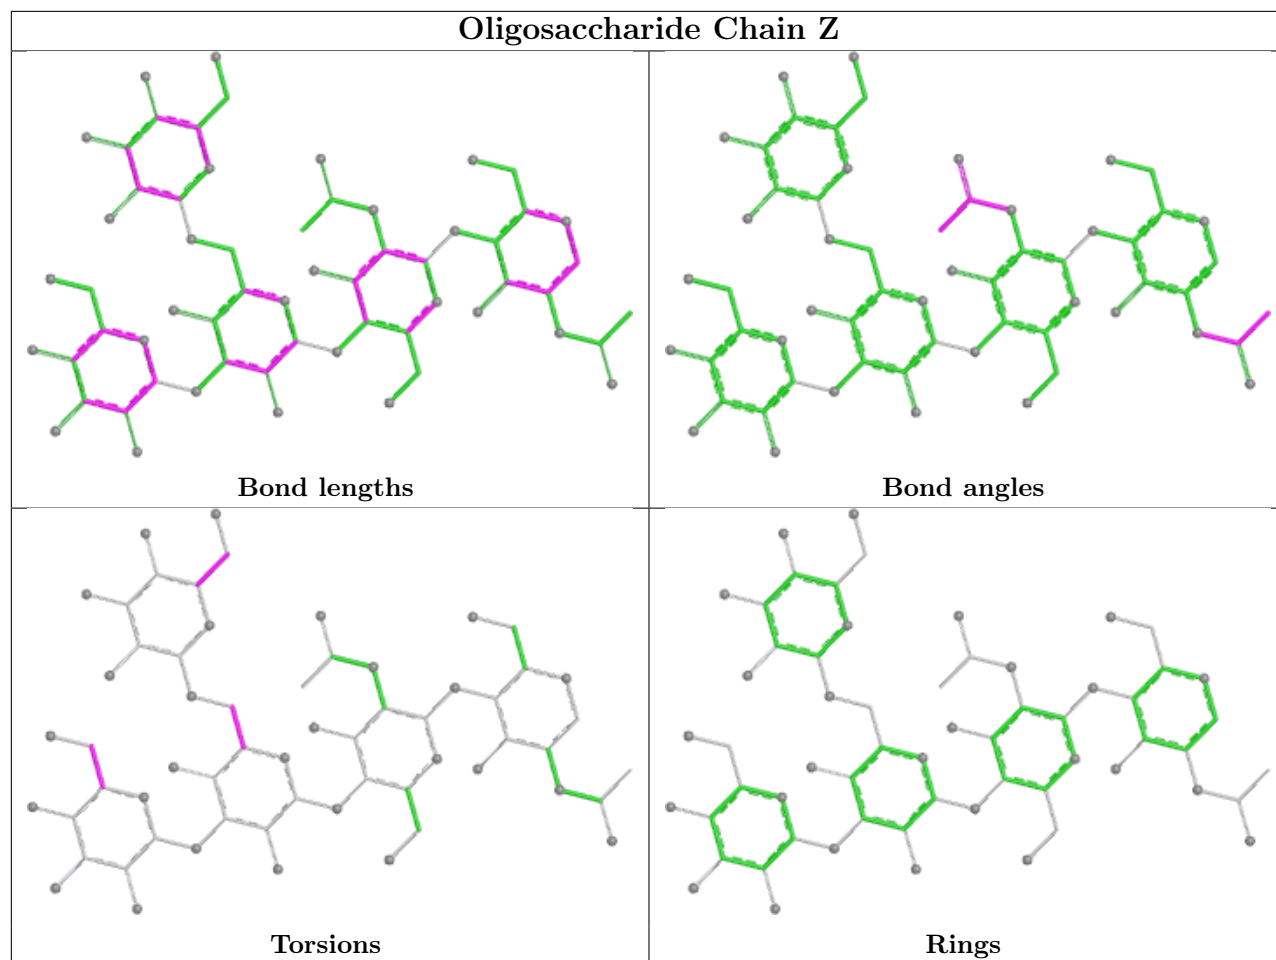 Oligosaccharide Chain Z
Bond lengths
Bond angles
Torsions
Rings